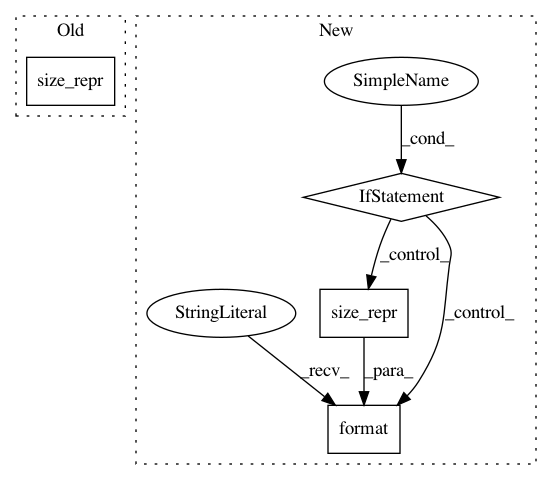 Old
New
size_repr
SimpleName
_cond_
IfStatement
_control_
_control_
StringLiteral
size_repr
_recv_
_para_
format